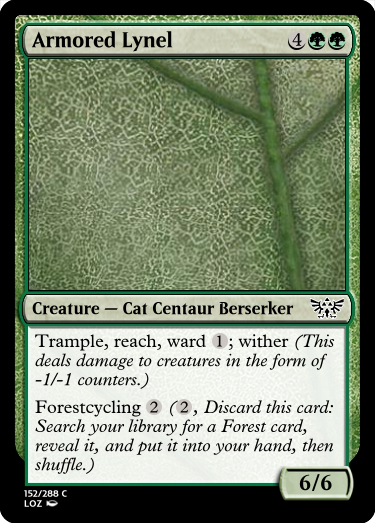 Armored Lynel 4
Creature — Cat Centaur Berserker
Trample, reach, ward 1; wither (This
deals damage to creatures in the form of
-1/-1 counters.)
Forestcycling 2 (2, Discard this card:
Search your library for a Forest card,
reveal it, and put it into your hand, then
shuffle.)
6/6
152/288 C
LOZ